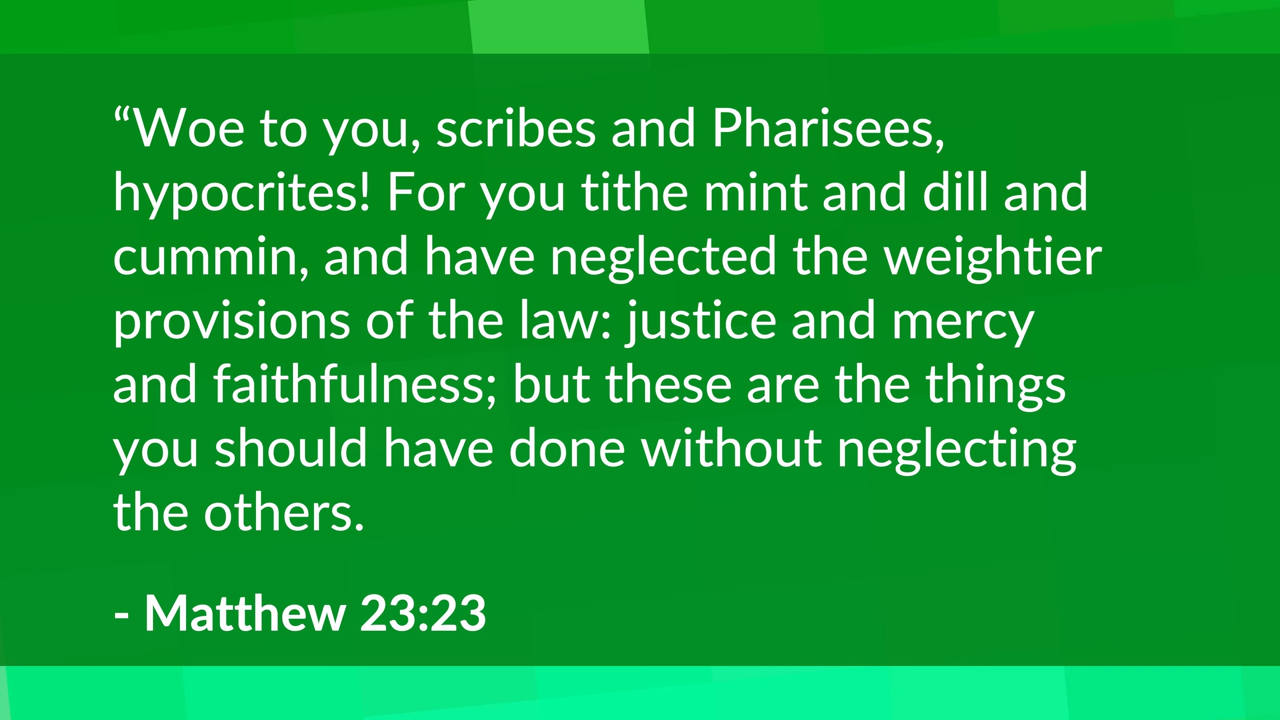 “Woe to you, scribes and Pharisees,
hypocrites! For you tithe mint and dill and
cummin, and have neglected the weightier
provisions of the law: justice and mercy
and faithfulness; but these are the things
you should have done without neglecting
the others.
- Matthew 23:23